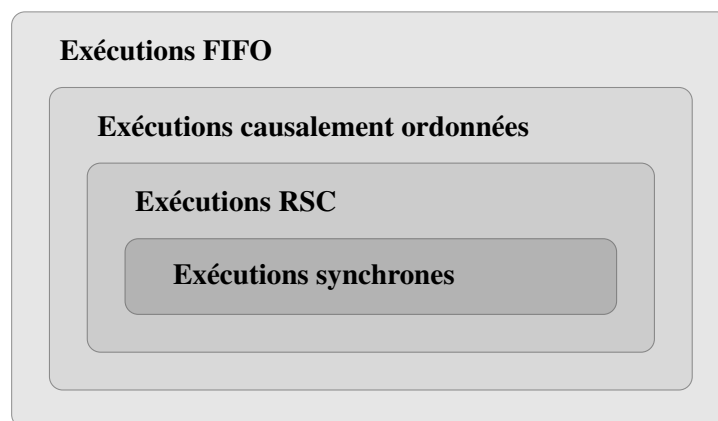 Exécutions FIFO
Exécutions causalement ordonnées
Exécutions RSC
Exécutions synchrones